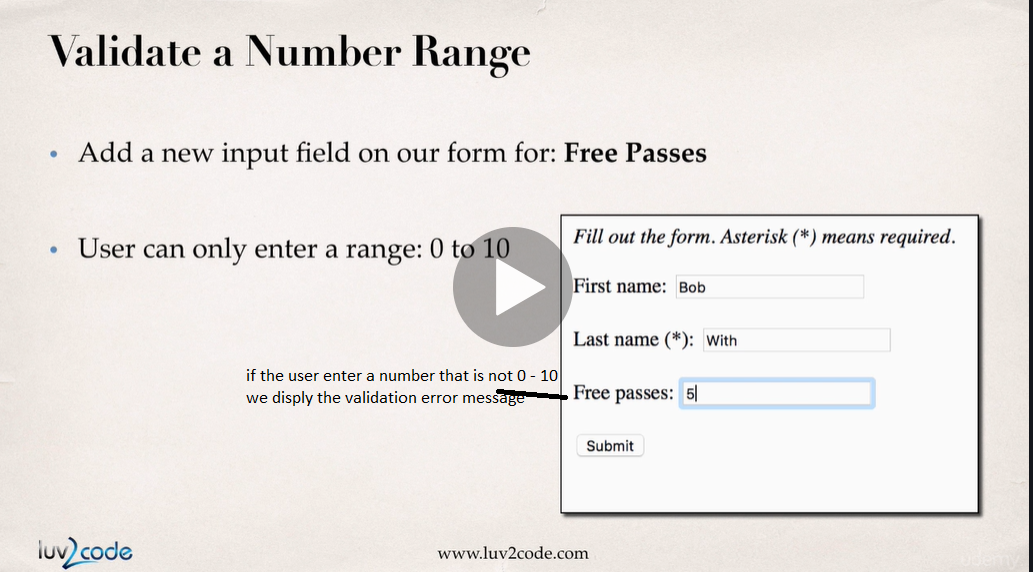 Validate a Number Range
• Add a new input field on our form for: Free Passes
• User can only enter a range: 0 to 10
Fill out the form. Asterisk (*) means required.
First name: Bob
Last name (*): With
if the user enter a number that is not 0 - 10
we disply the validation error message
Free passes: 5
Submit
luv2code
www.luv2code.com
udemy